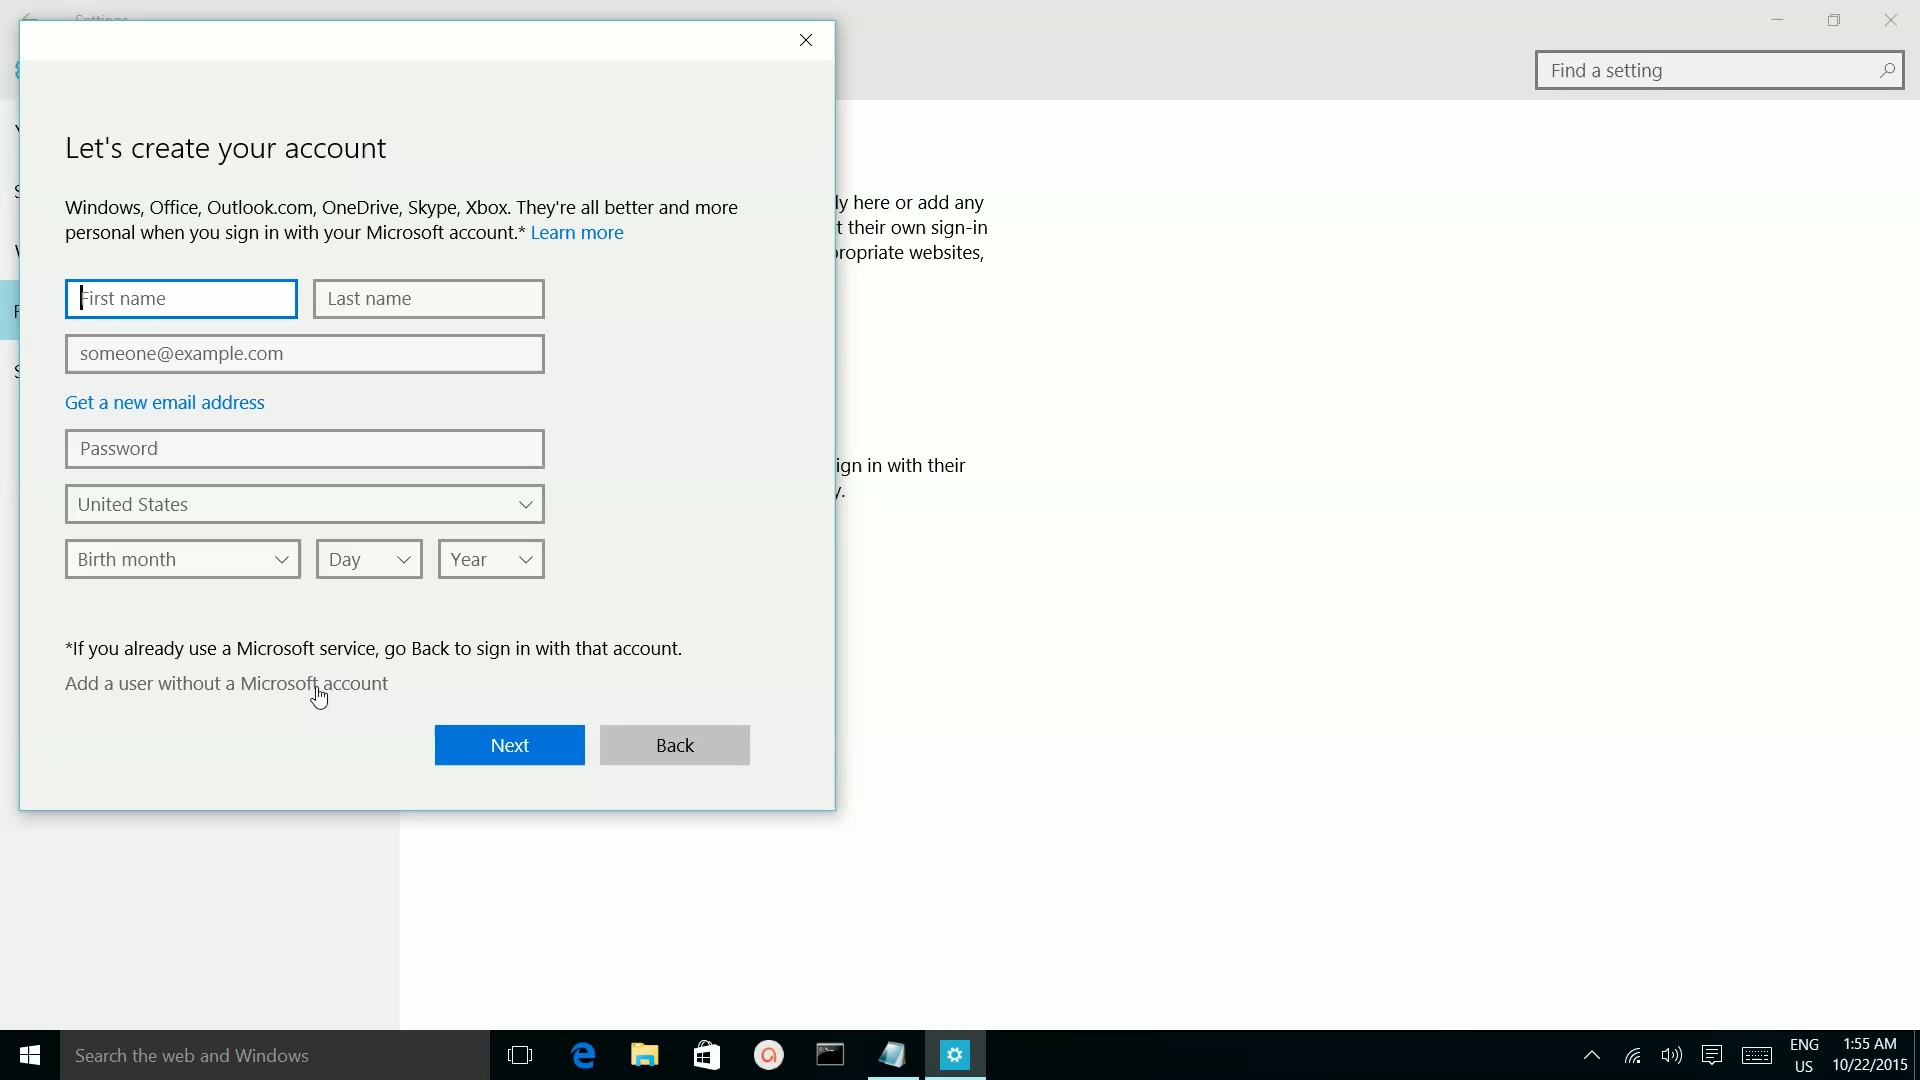 Settings
Find a setting
Let's create your account
Windows, Office, Outlook.com, OneDrive, Skype, Xbox. They're all better and more
personal when you sign in with your Microsoft account.* Learn more
ly here or add any
t their own sign-in
ropriate websites,
First name
Last name
someone@example.com
Get a new email address
Password
ign in with their
y.
United States
Birth month
Day
Year
*If you already use a Microsoft service, go Back to sign in with that account.
Add a user without a Microsoft account
Next
Back
Search the web and Windows
ENG
US
1:55 AM
10/22/2015